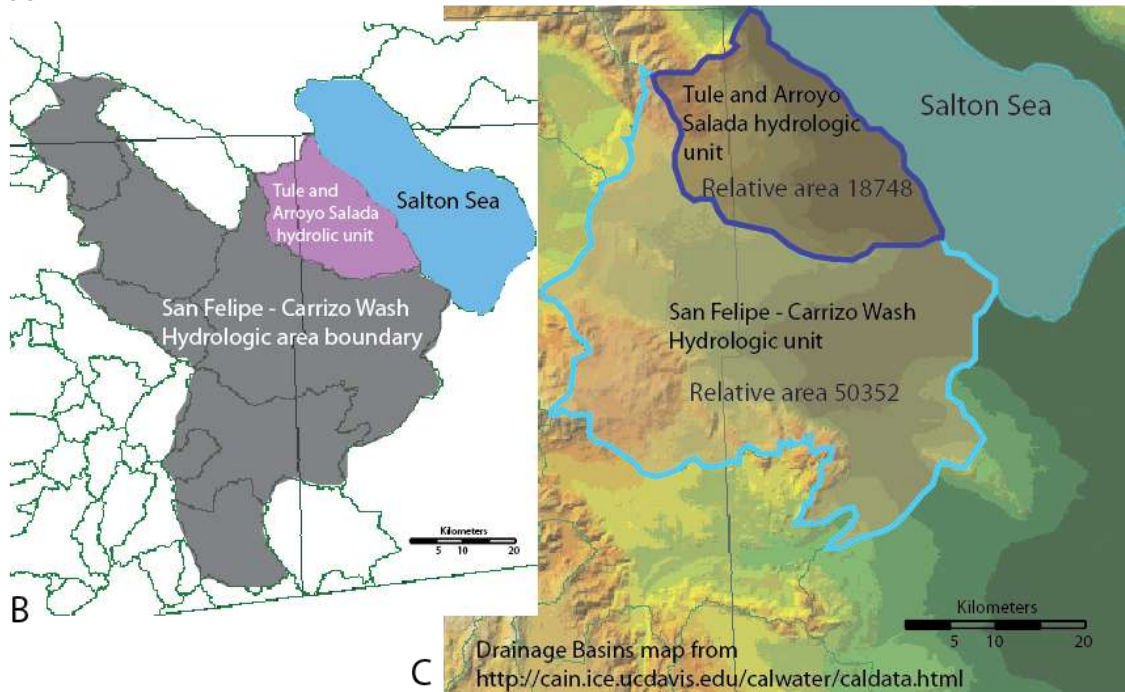 Tule and
Arroyo Salada
hydrolic unit
Salton Sea
San Felipe - Carrizo Wash
Hydrologic area boundary
Kilometers
5 10 20
B
Tule and Arroyo
Salada hydrologic
unit
Relative area 18748
Salton Sea
San Felipe - Carrizo Wash
Hydrologic unit
Relative area 50352
Kilometers
5 10 20
C
Drainage Basins map from
http://cain.ice.ucdavis.edu/calwater/caldata.html